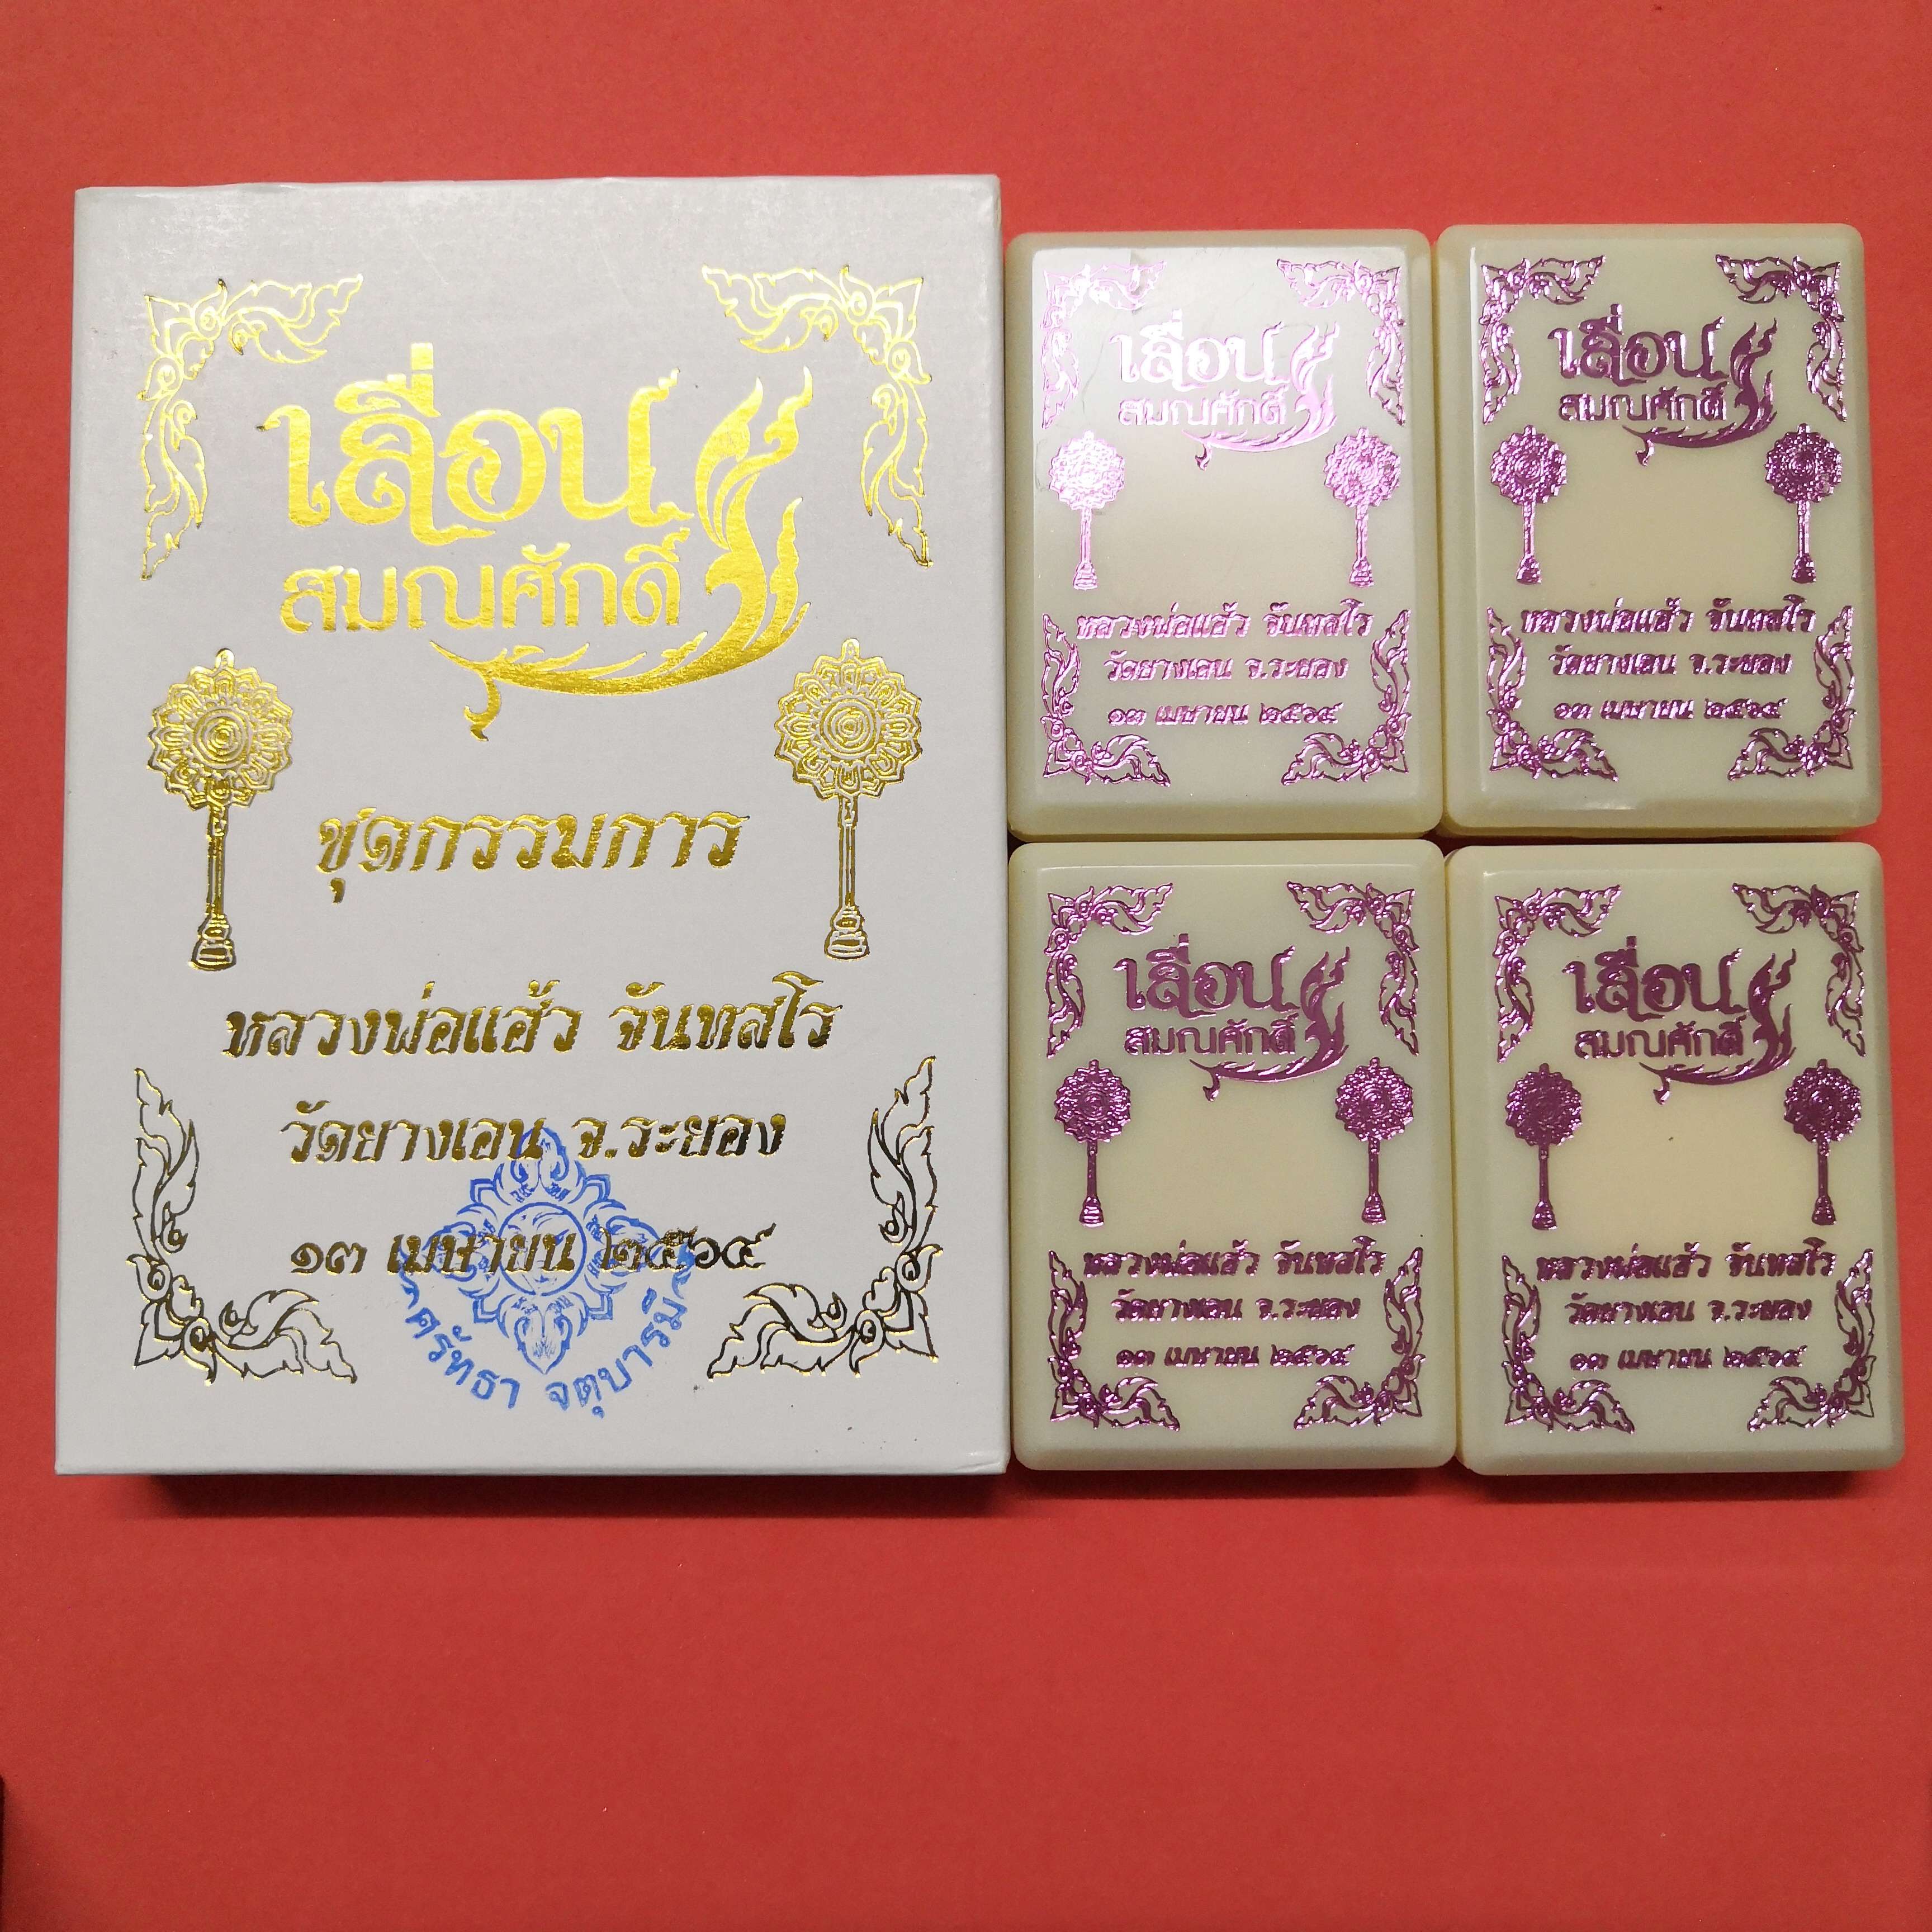 เลื่อน
สมณศักดิ์
ชุดกรรมการ
หลวงพ่อแฮ้ว จันทสโร
วัดยางเอน จ.ระยอง
๑๓ เมษายน ๒๕๖๔
ศรัทธา จตุบารมี
เลื่อน
สมณศักดิ์
หลวงพ่อแฮ้ว จันทสโร
วัดยางเอน จ.ระยอง
๑๓ เมษายน ๒๕๖๔
เลื่อน
สมณศักดิ์
หลวงพ่อแฮ้ว จันทสโร
วัดยางเอน จ.ระยอง
๑๓ เมษายน ๒๕๖๔
เลื่อน
สมณศักดิ์
หลวงพ่อแฮ้ว จันทสโร
วัดยางเอน จ.ระยอง
๑๓ เมษายน ๒๕๖๔
เลื่อน
สมณศักดิ์
หลวงพ่อแฮ้ว จันทสโร
วัดยางเอน จ.ระยอง
๑๓ เมษายน ๒๕๖๔